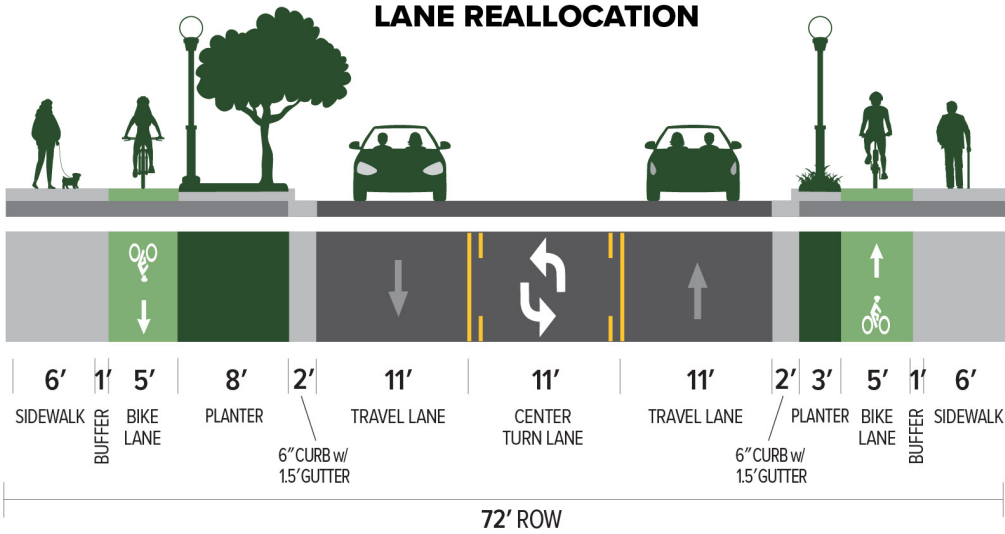 LANE REALLOCATION
6’ 1’ 5’ 8’ 2’ 11’ 11’ 11’ 2’ 3’ 5’ 1’ 6’
SIDEWALK
BUFFER
BIKE
LANE
PLANTER
6” CURB w/
1.5’ GUTTER
TRAVEL LANE
CENTER
TURN LANE
TRAVEL LANE
6” CURB w/
1.5’ GUTTER
PLANTER
BIKE
LANE
BUFFER
SIDEWALK
72’ ROW